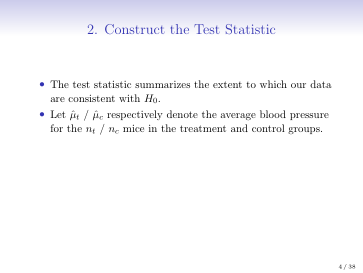 2. Construct the Test Statistic
• The test statistic summarizes the extent to which our data
are consistent with H₀.
• Let μ̂ₜ / μ̂꜀ respectively denote the average blood pressure
for the nₜ / n꜀ mice in the treatment and control groups.
4 / 38